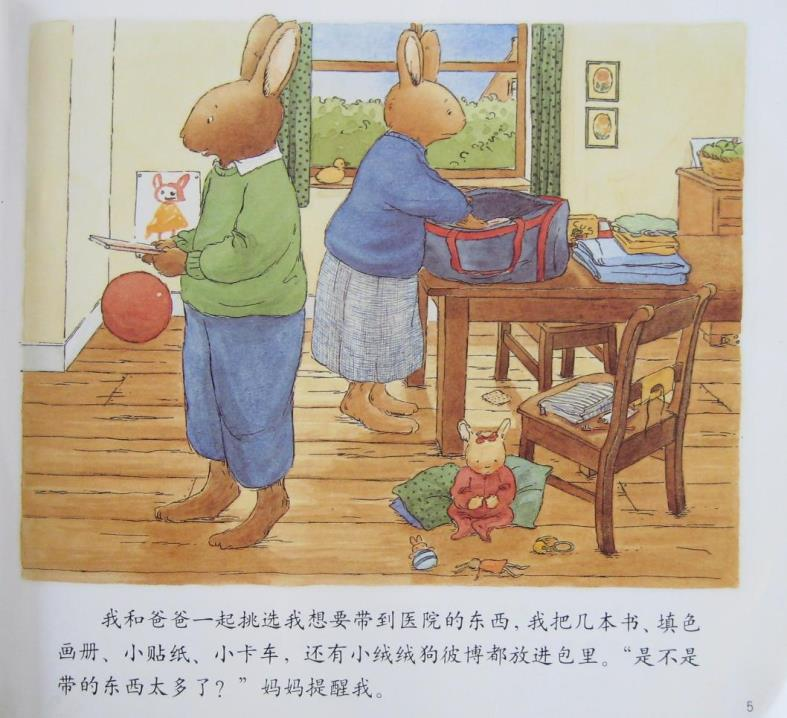 我和爸爸一起挑选我想要带到医院的东西，我把几本书、填色
画册、小贴纸、小卡车，还有小绒绒狗彼博都放进包里。“是不是
带的东西太多了？”妈妈提醒我。
5